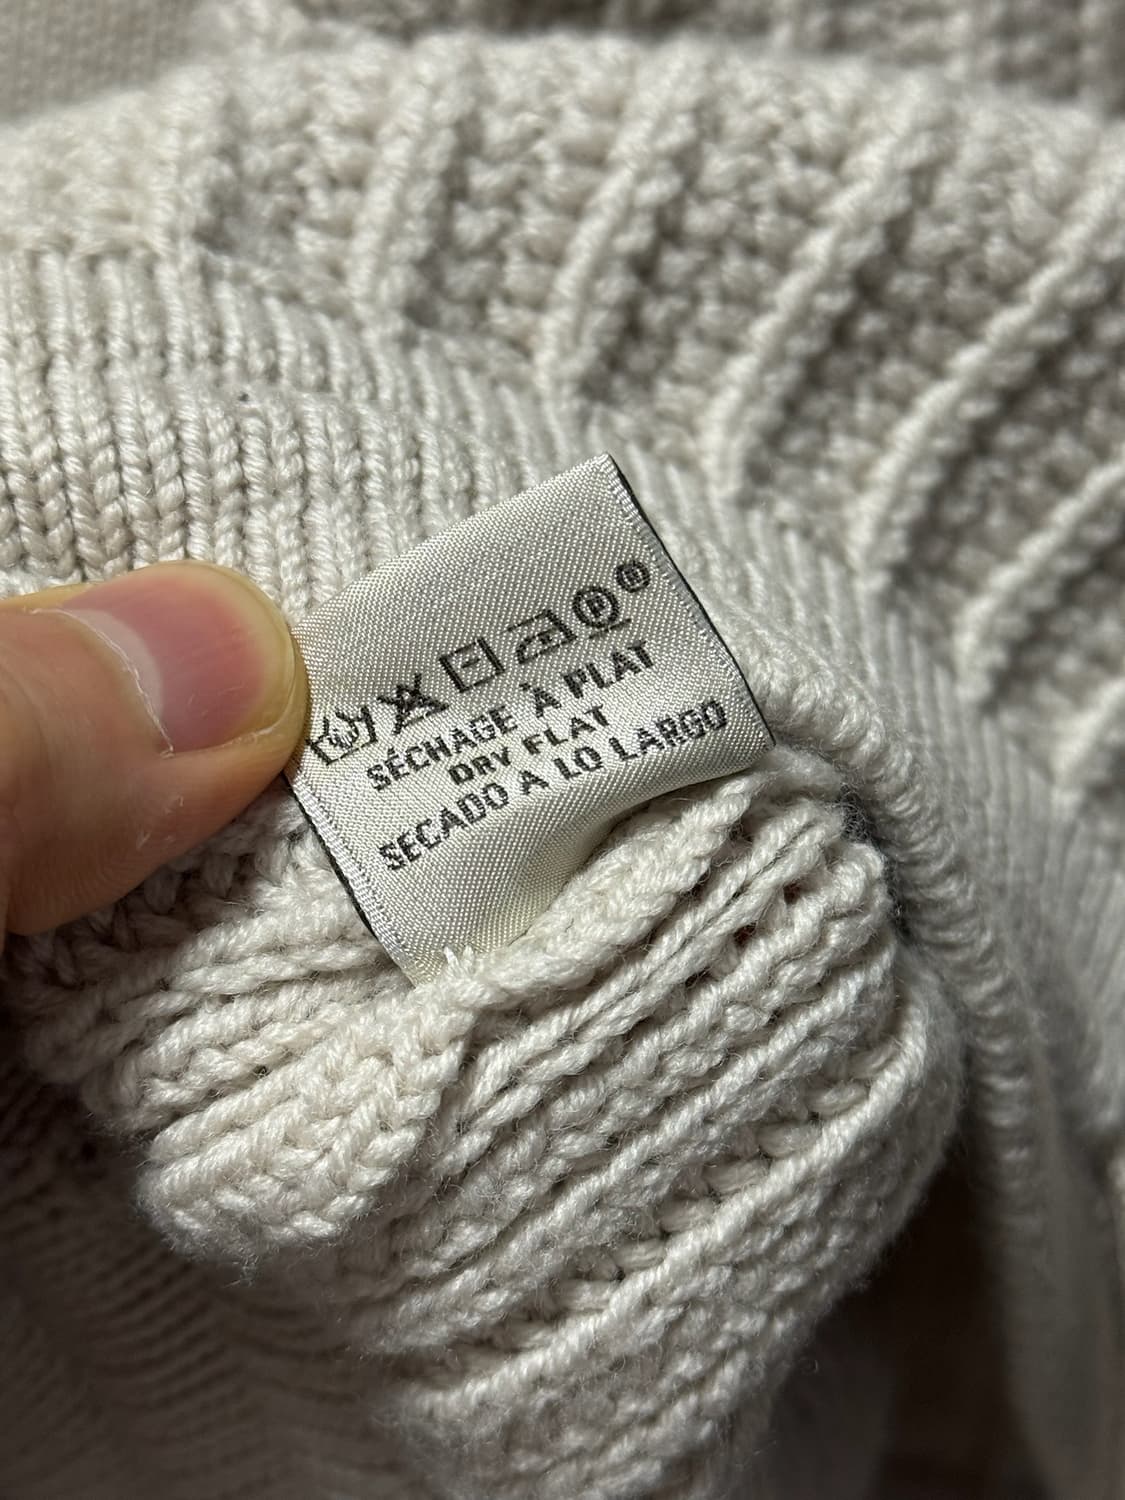 SÉCHAGE À PLAT
DRY FLAT
SECADO A LO LARGO